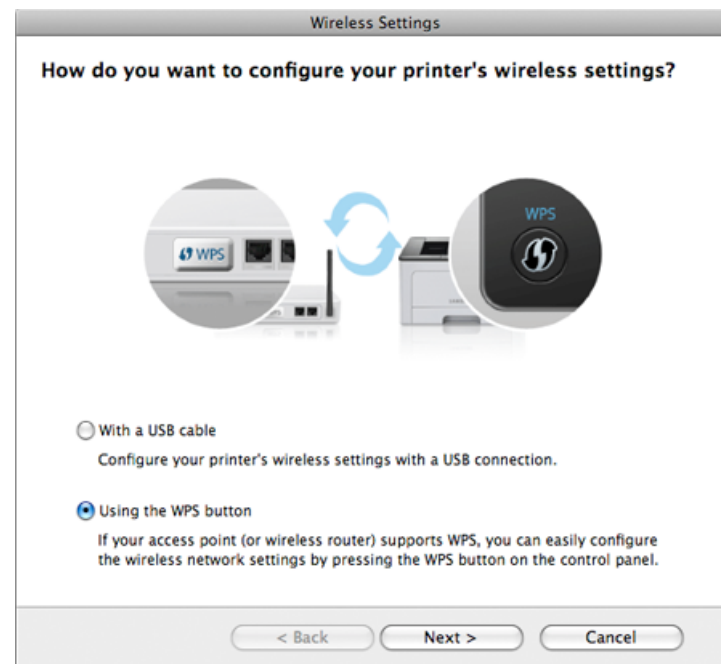 Wireless Settings
How do you want to configure your printer's wireless settings?
WPS
WPS
With a USB cable
Configure your printer's wireless settings with a USB connection.
Using the WPS button
If your access point (or wireless router) supports WPS, you can easily configure
the wireless network settings by pressing the WPS button on the control panel.
< Back Next > Cancel